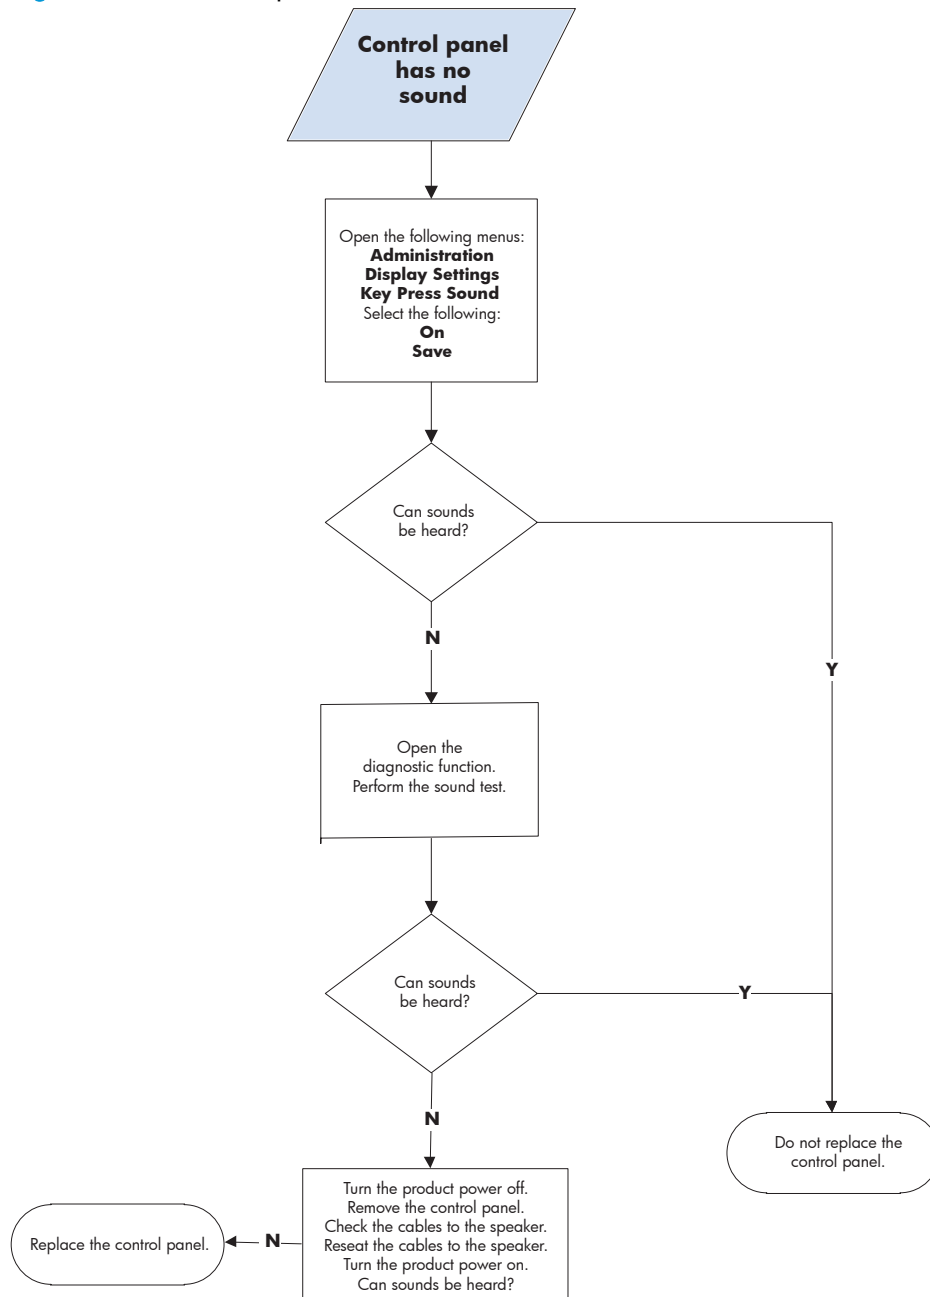 Control panel
has no
sound
Open the following menus:
Administration
Display Settings
Key Press Sound
Select the following:
On
Save
Can sounds
be heard?
N
Y
Open the
diagnostic function.
Perform the sound test.
Can sounds
be heard?
Y
N
Do not replace the
control panel.
Turn the product power off.
Remove the control panel.
Check the cables to the speaker.
Reseat the cables to the speaker.
Turn the product power on.
Can sounds be heard?
N
Replace the control panel.